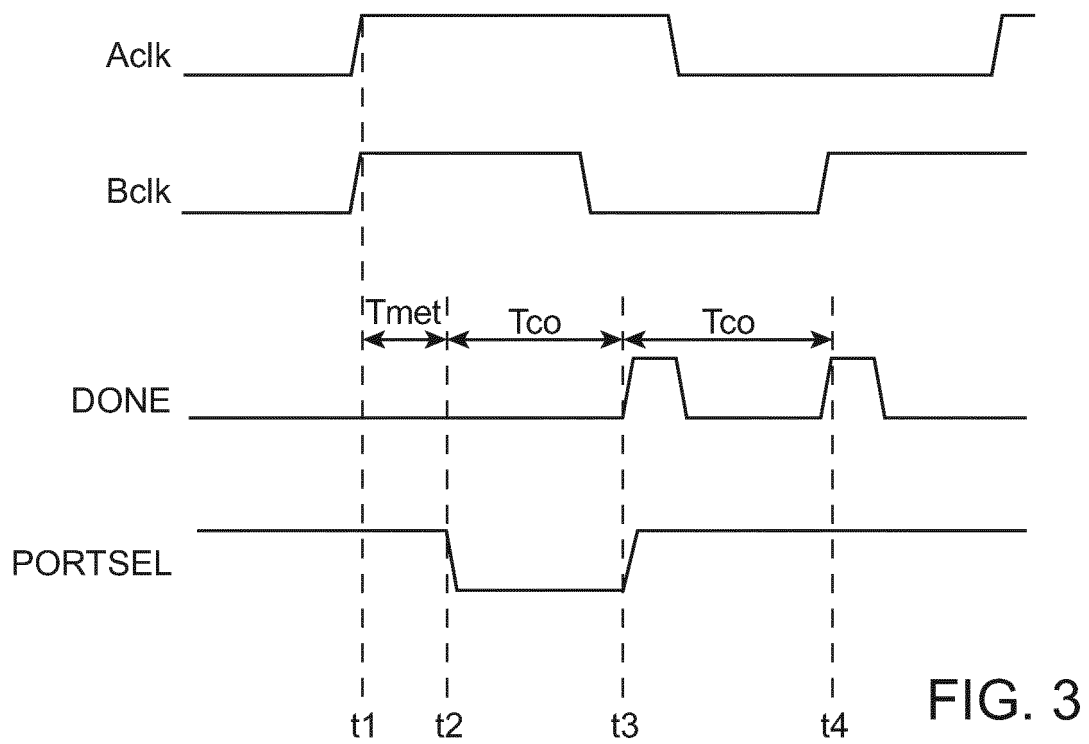 Aclk
Bclk
Tmet Tco Tco
DONE
PORTSEL
t1 t2 t3 t4
FIG. 3